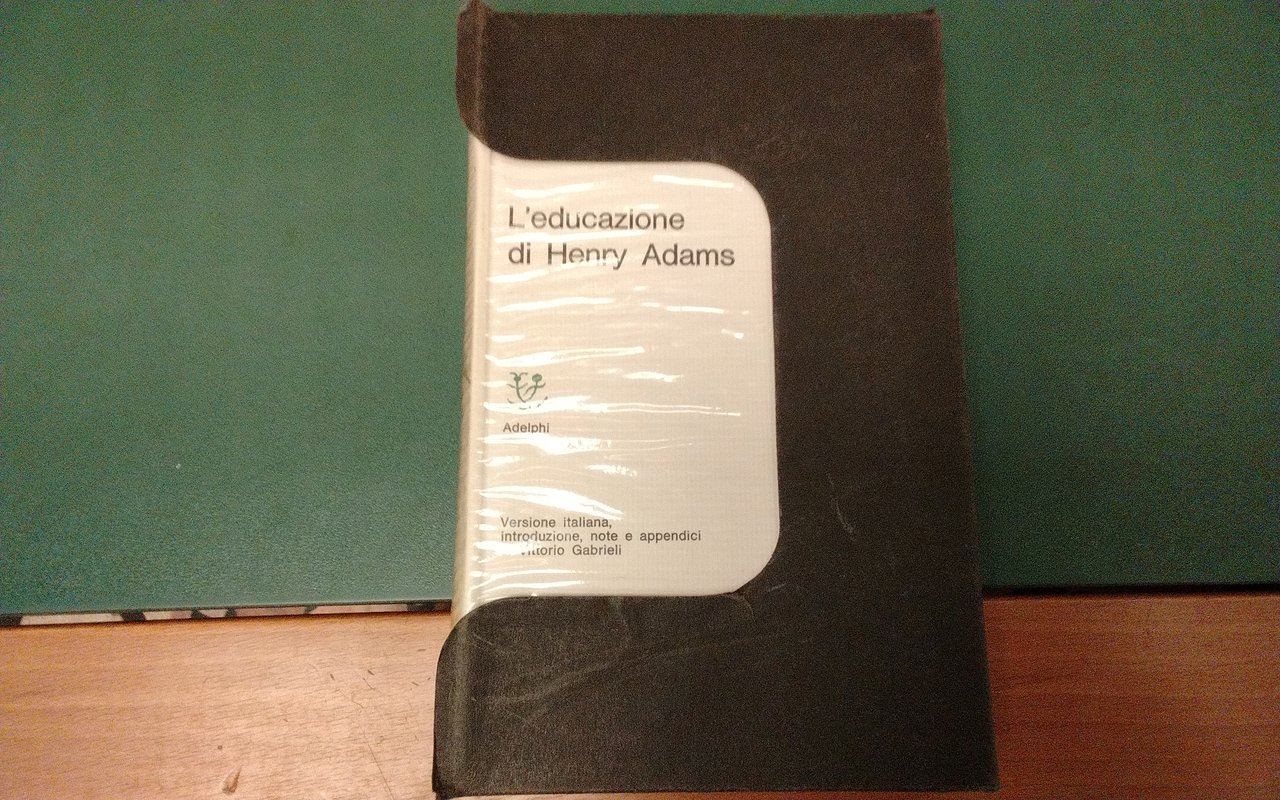 L'educazione
di Henry Adams
Adelphi
Versione italiana,
introduzione, note e appendici
Vittorio Gabrieli